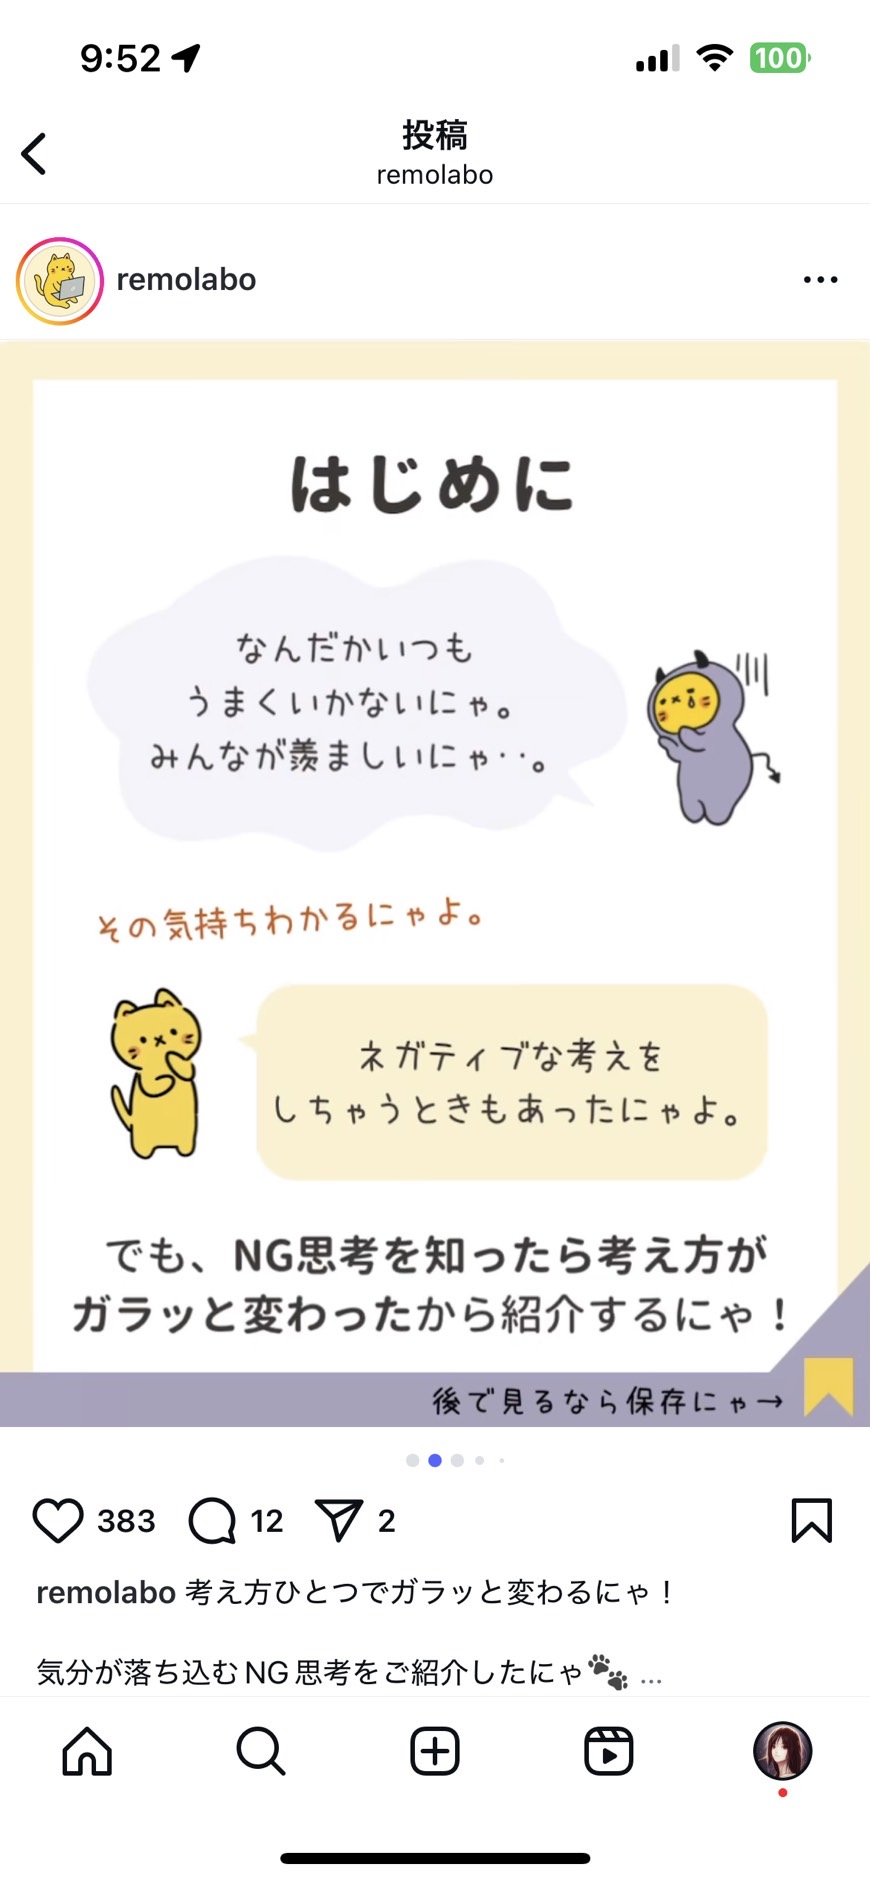 9:52
100
投稿
remolabo
remolabo
はじめに
なんだかいつも
うまくいかないにゃ。
みんなが羨ましいにゃ‥。
その気持ちわかるにゃよ。
ネガティブな考えを
しちゃうときもあったにゃよ。
でも、NG思考を知ったら考え方が
ガラッと変わったから紹介するにゃ！
後で見るなら保存にゃ→
383 12 2
remolabo 考え方ひとつでガラッと変わるにゃ！
気分が落ち込むNG思考をご紹介したにゃ🐾 ...